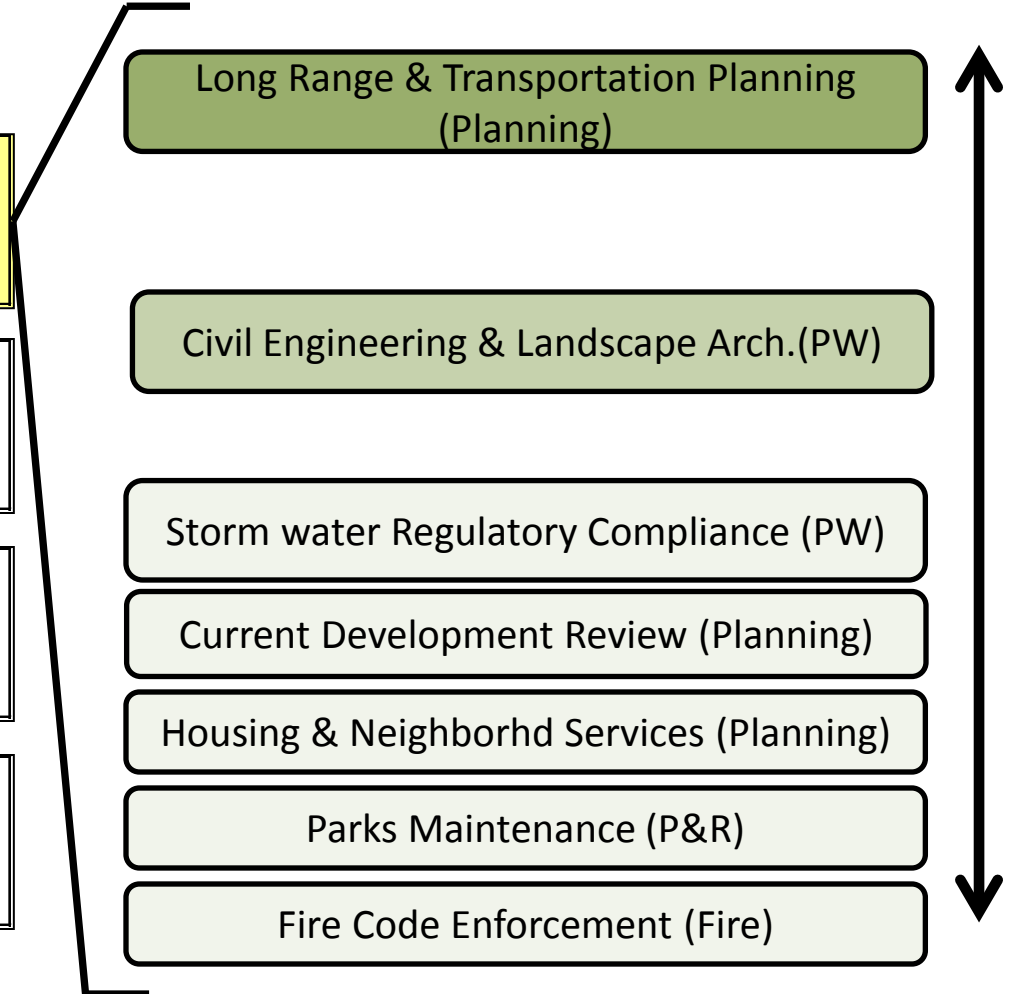 Long Range & Transportation Planning
(Planning)
Civil Engineering & Landscape Arch.(PW)
Storm water Regulatory Compliance (PW)
Current Development Review (Planning)
Housing & Neighborhd Services (Planning)
Parks Maintenance (P&R)
Fire Code Enforcement (Fire)